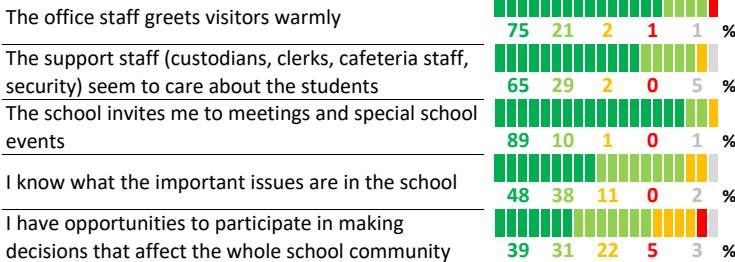 The office staff greets visitors warmly
75 21 2 1 1 %
The support staff (custodians, clerks, cafeteria staff,
security) seem to care about the students
65 29 2 0 5 %
The school invites me to meetings and special school
events
89 10 1 0 1 %
I know what the important issues are in the school
48 38 11 0 2 %
I have opportunities to participate in making
decisions that affect the whole school community
39 31 22 5 3 %